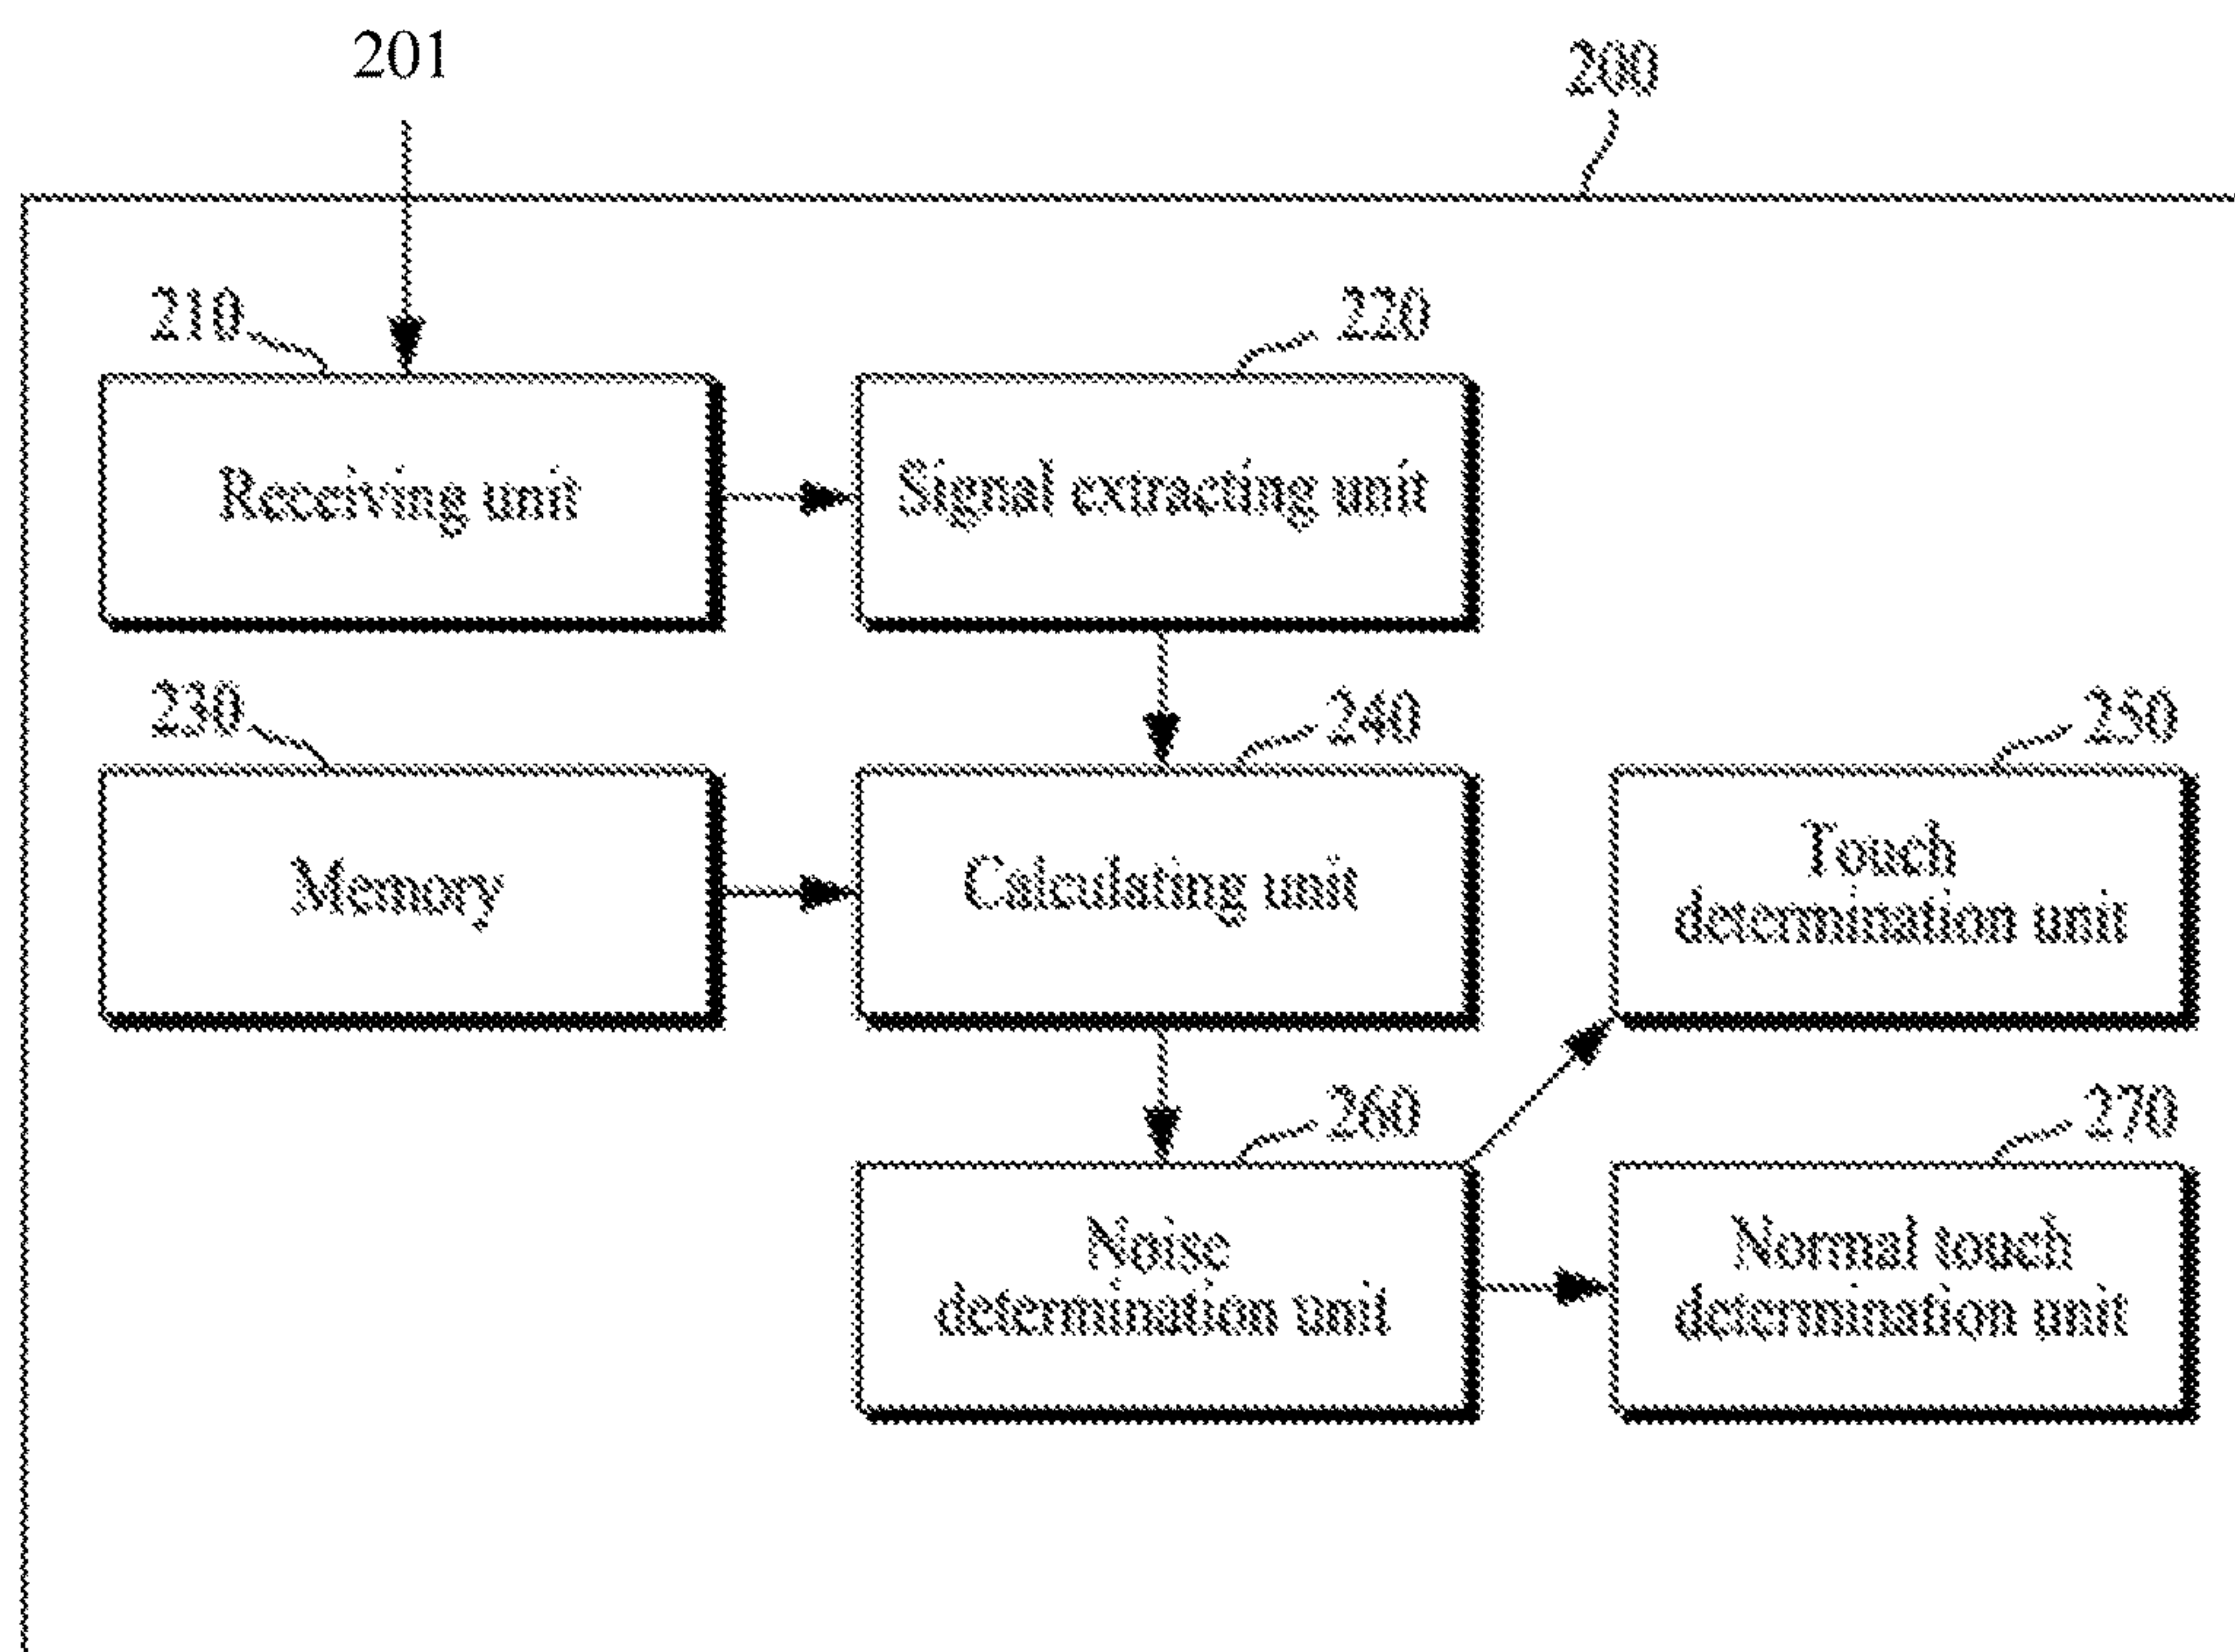 201
200
210
220
Receiving unit
Signal extracting unit
230
240
250
Memory
Calculating unit
Touch
determination unit
260
270
Noise
determination unit
Normal touch
determination unit